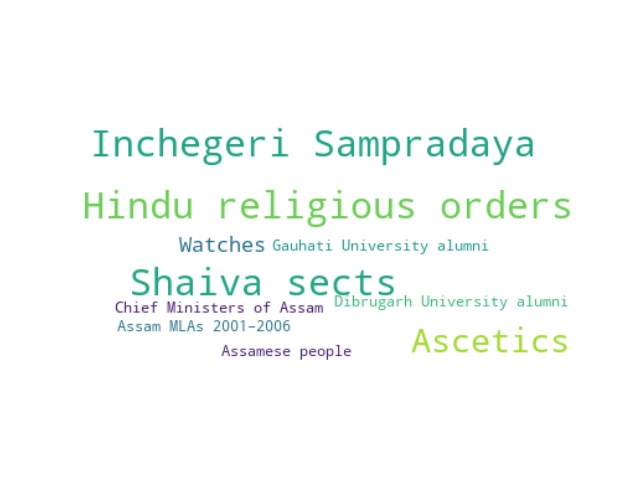 Inchegeri Sampradaya
Hindu religious orders
Watches
Gauhati University alumni
Shaiva sects
Dibrugarh University alumni
Chief Ministers of Assam
Assam MLAs 2001–2006
Ascetics
Assamese people